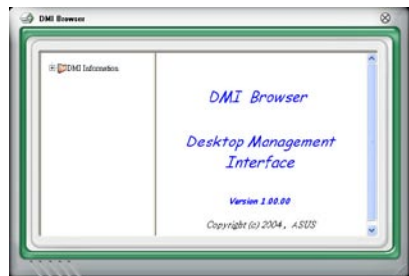 DMI Browser
DMI Information
DMI Browser
Desktop Management
Interface
Version 1.00.00
Copyright (c) 2004, ASUS